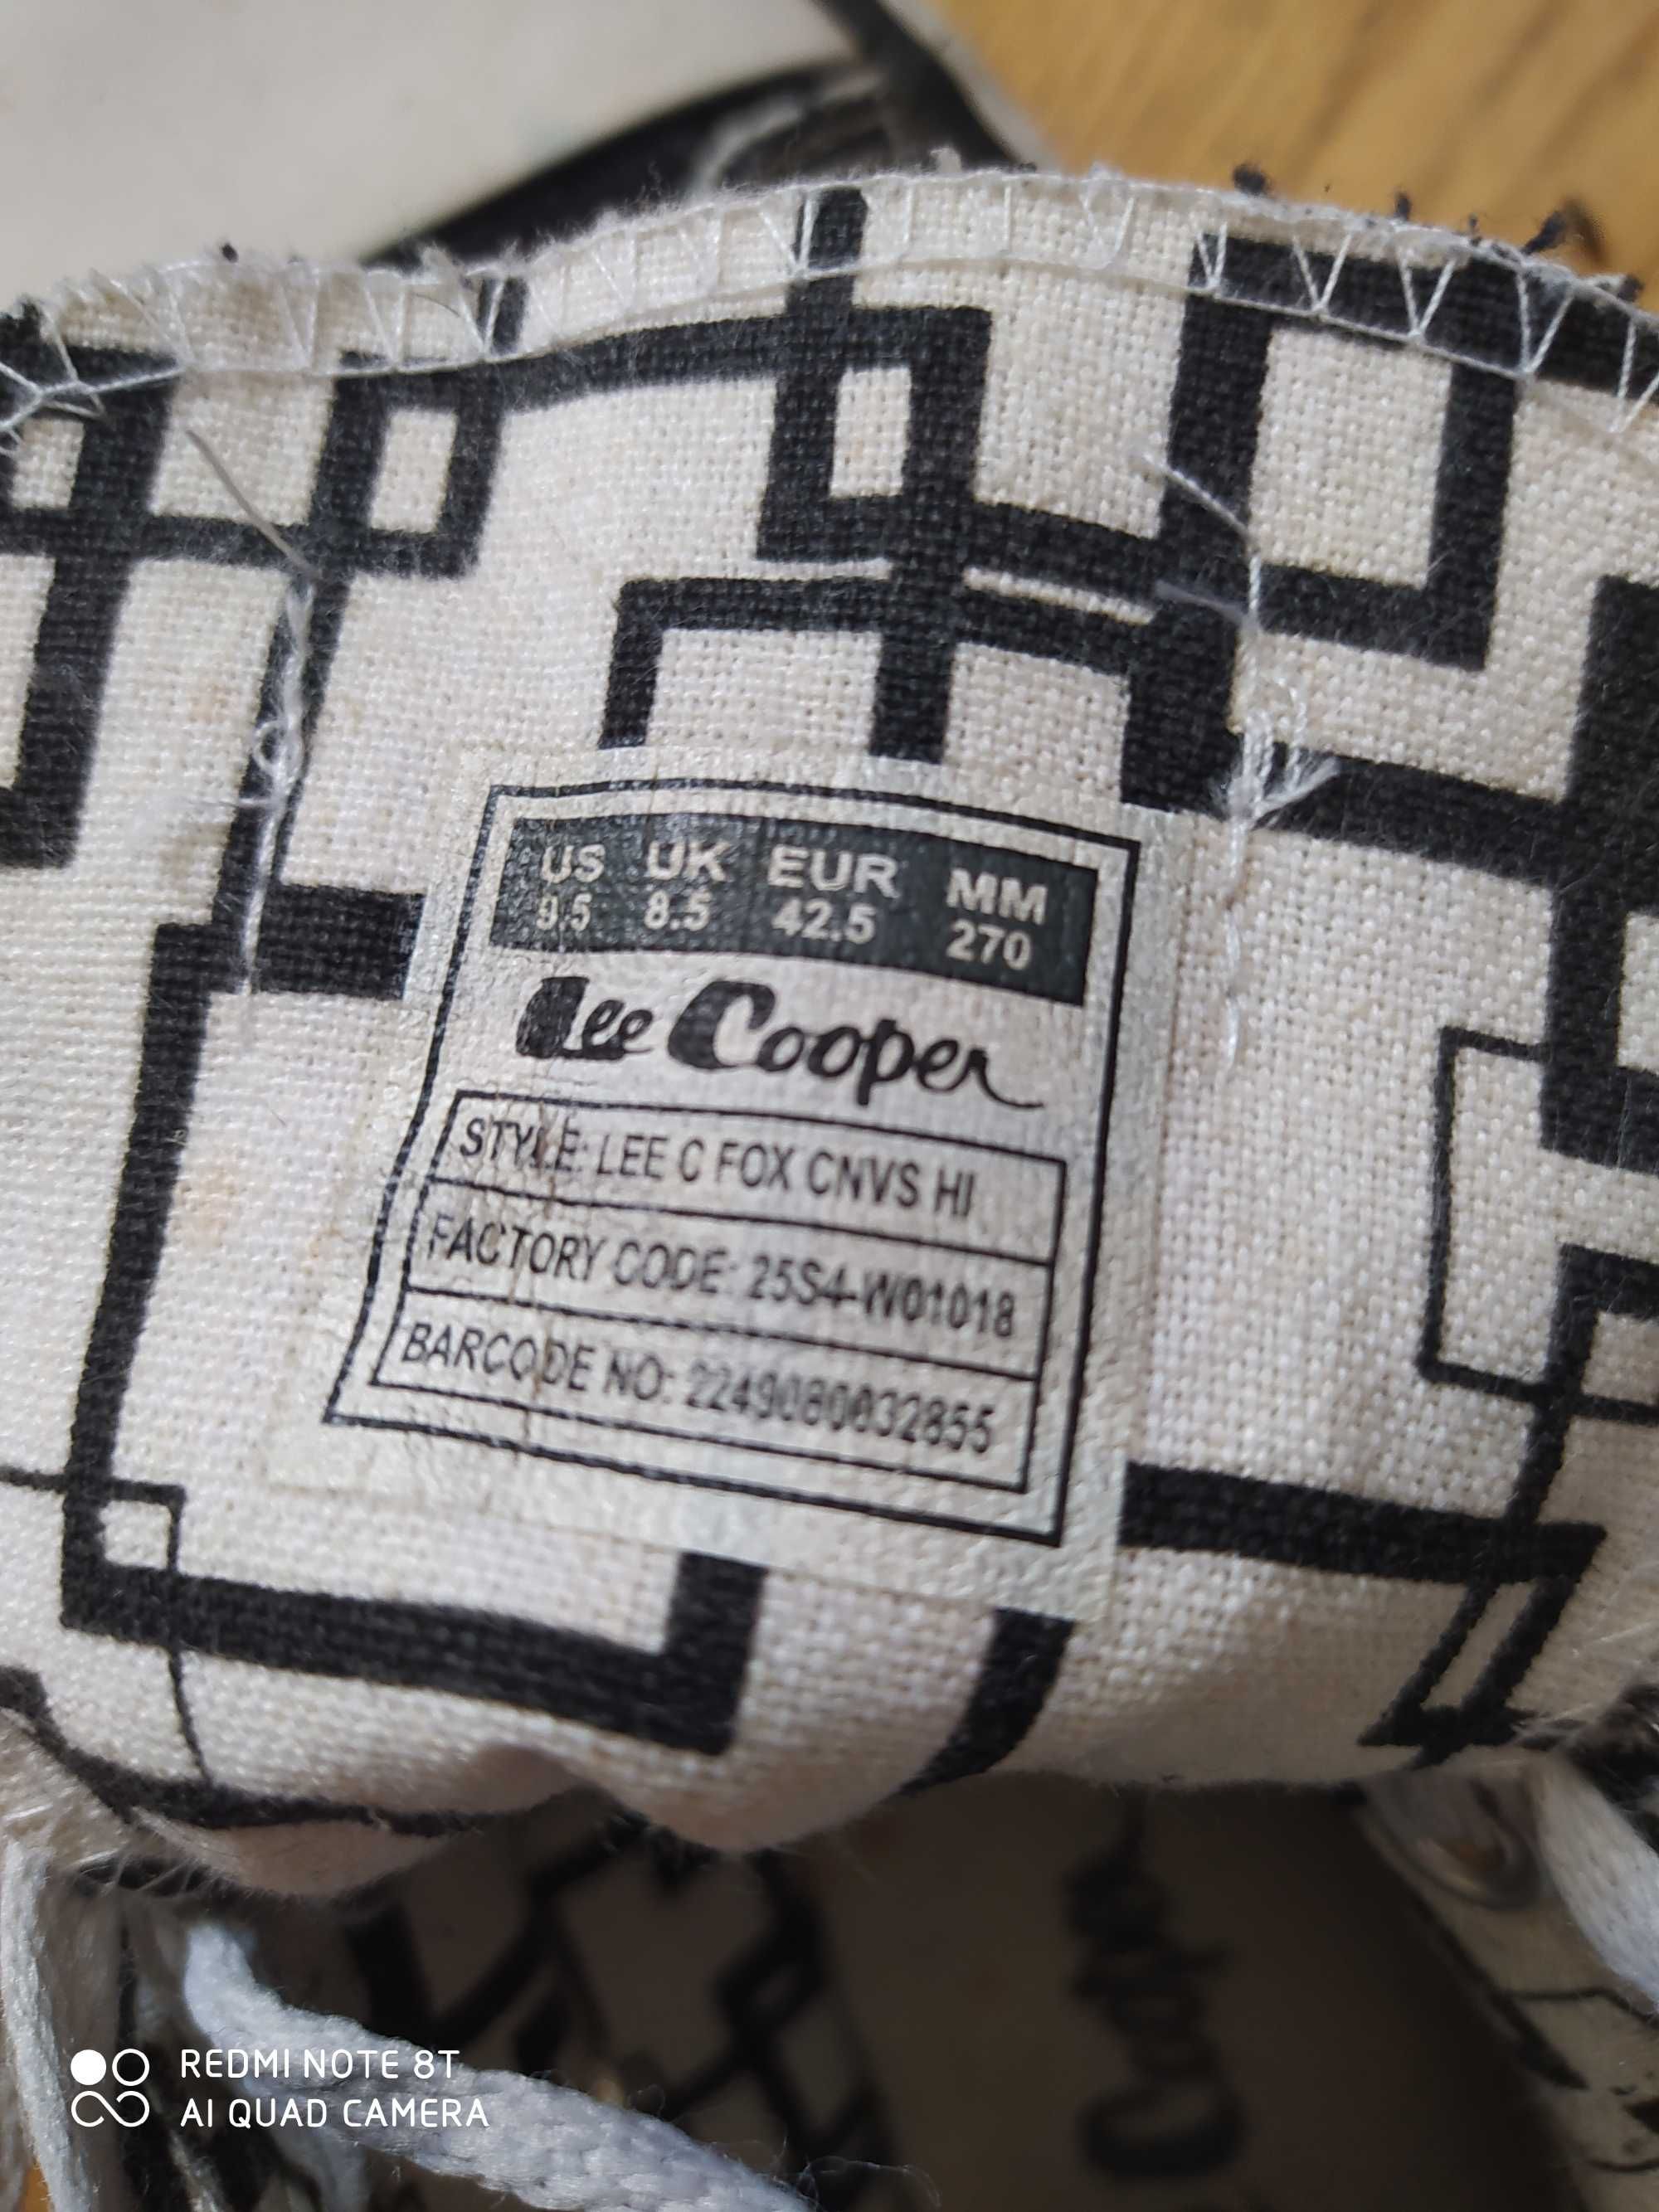 US UK EUR MM
9.5 8.5 42.5 270
Lee Cooper
STYLE: LEE C FOX CNVS HI
FACTORY CODE: 25S4-W01018
BARCODE NO: 2249080032855
Cooper
REDMI NOTE 8T
AI QUAD CAMERA